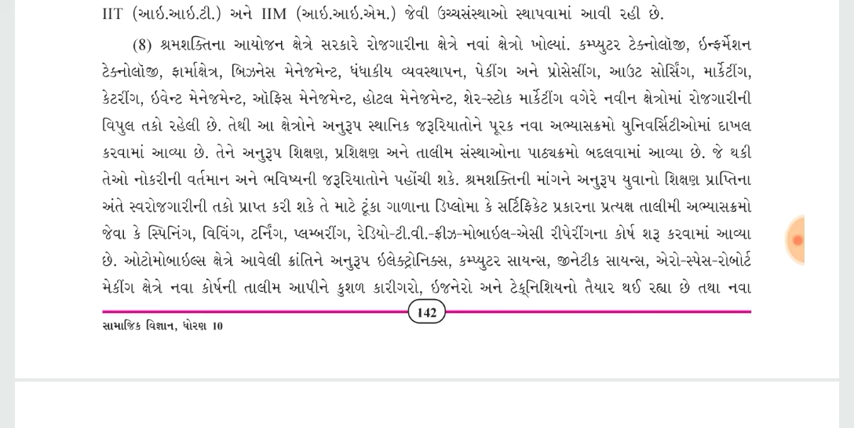 IIT (આઇ.આઇ.ટી.) અને IIM (આઇ.આઇ.એમ.) જેવી ઉચ્ચસંસ્થાઓ સ્થાપવામાં આવી રહી છે.
(8) શ્રમશક્તિના આયોજન ક્ષેત્રે સરકારે રોજગારીના ક્ષેત્રે નવાં ક્ષેત્રો ખોલ્યાં. કમ્પ્યુટર ટેક્નોલૉજી, ઇન્ફર્મેશન
ટેક્નોલૉજી, ફાર્માક્ષેત્ર, બિઝનેસ મેનેજમેન્ટ, ધંધાકીય વ્યવસ્થાપન, પેકીંગ અને પ્રોસેસીંગ, આઉટ સોર્સિંગ, માર્કેટીંગ,
કેટરીંગ, ઇવેન્ટ મેનેજમેન્ટ, ઑફિસ મેનેજમેન્ટ, હોટલ મેનેજમેન્ટ, શેર-સ્ટોક માર્કેટીંગ વગેરે નવીન ક્ષેત્રોમાં રોજગારીની
વિપુલ તકો રહેલી છે. તેથી આ ક્ષેત્રોને અનુરૂપ સ્થાનિક જરૂરિયાતોને પૂરક નવા અભ્યાસક્રમો યુનિવર્સિટીઓમાં દાખલ
કરવામાં આવ્યા છે. તેને અનુરૂપ શિક્ષણ, પ્રશિક્ષણ અને તાલીમ સંસ્થાઓના પાઠ્યક્રમો બદલવામાં આવ્યા છે. જે થકી
તેઓ નોકરીની વર્તમાન અને ભવિષ્યની જરૂરિયાતોને પહોંચી શકે. શ્રમશક્તિની માંગને અનુરૂપ યુવાનો શિક્ષણ પ્રાપ્તિના
અંતે સ્વરોજગારીની તકો પ્રાપ્ત કરી શકે તે માટે ટૂંકા ગાળાના ડિપ્લોમા કે સર્ટિફિકેટ પ્રકારના પ્રત્યક્ષ તાલીમી અભ્યાસક્રમો
જેવા કે સ્પિનિંગ, વિવિંગ, ટર્નિંગ, પ્લમ્બરીંગ, રેડિયો-ટી.વી.-ફ્રીઝ-મોબાઇલ-એસી રીપેરીંગના કોર્ષ શરૂ કરવામાં આવ્યા
છે. ઓટોમોબાઇલ્સ ક્ષેત્રે આવેલી ક્રાંતિને અનુરૂપ ઇલેક્ટ્રોનિક્સ, કમ્પ્યુટર સાયન્સ, જીનેટીક સાયન્સ, એરો-સ્પેસ-રોબોર્ટ
મેકીંગ ક્ષેત્રે નવા કોર્ષની તાલીમ આપીને કુશળ કારીગરો, ઇજનેરો અને ટેક્નિશિયનો તૈયાર થઈ રહ્યા છે તથા નવા
142
સામાજિક વિજ્ઞાન, ધોરણ 10